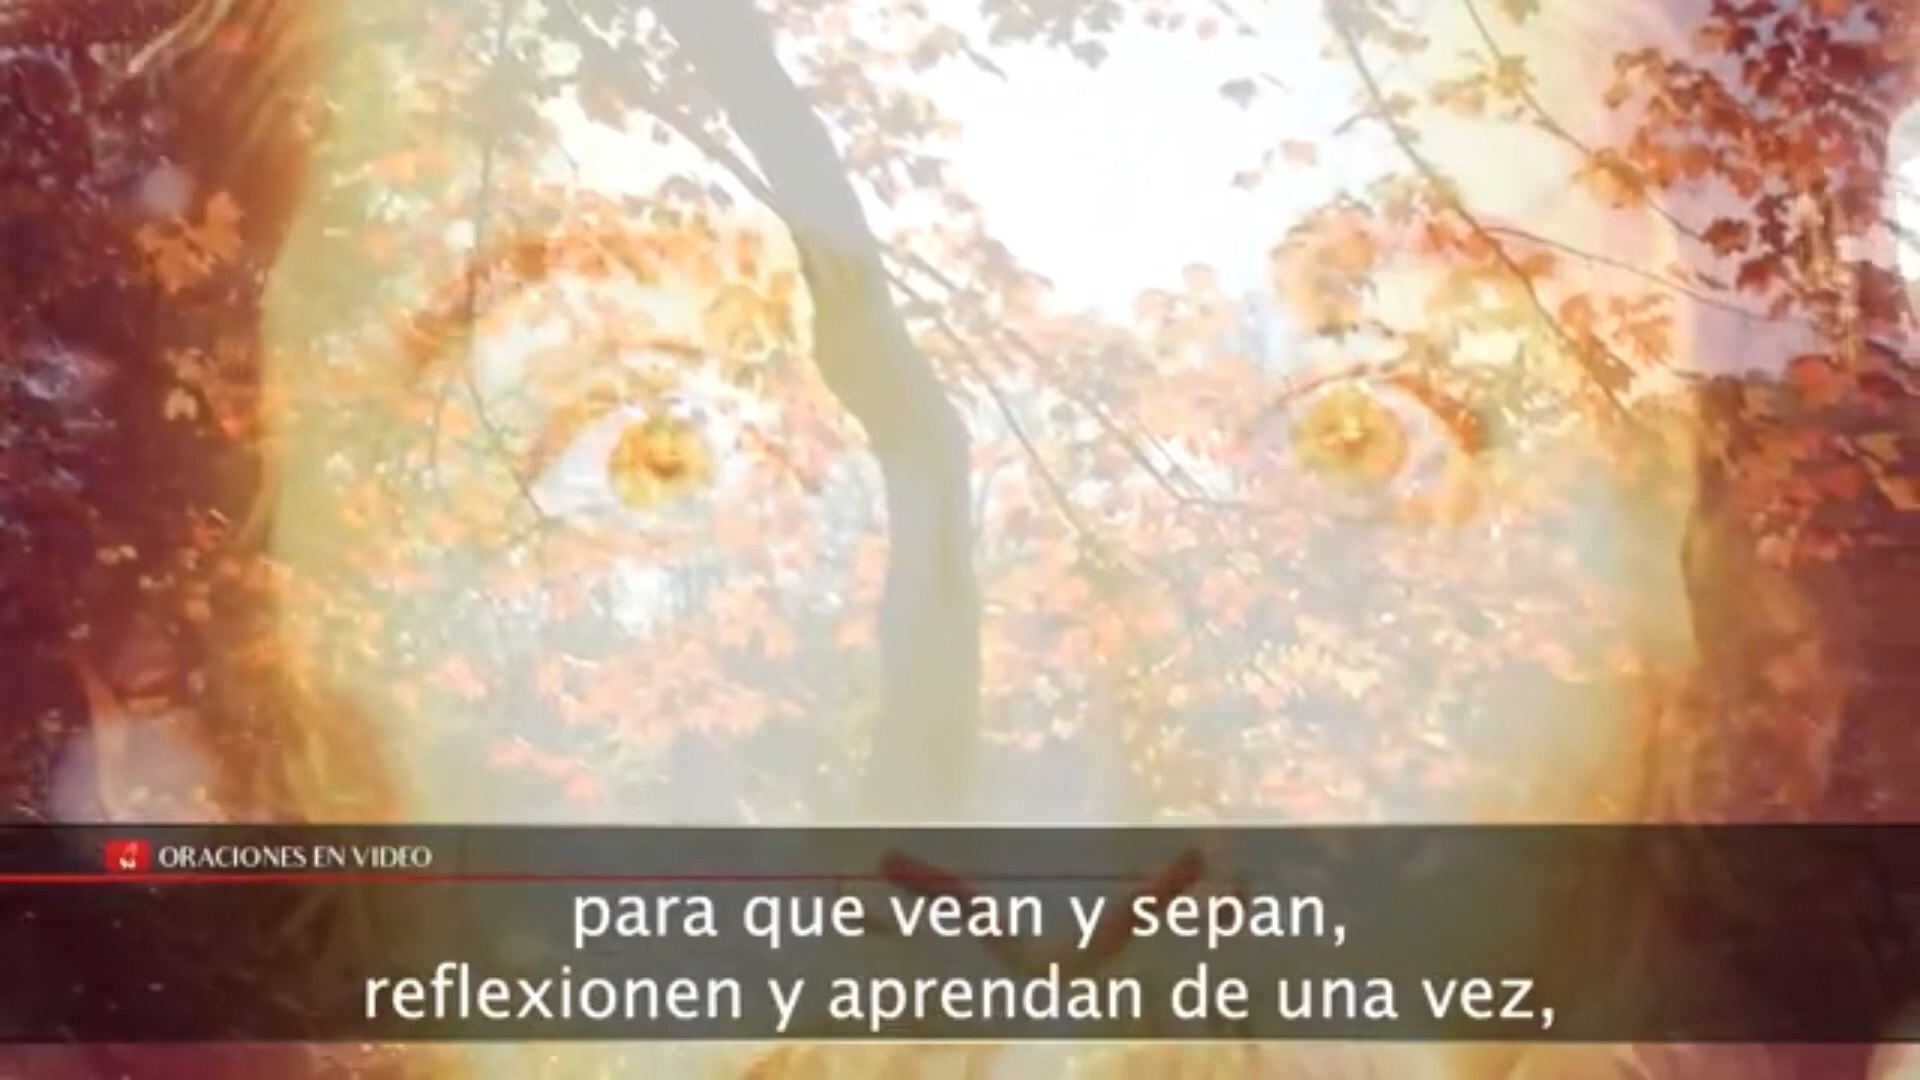 ORACIONES EN VIDEO
para que vean y sepan,
reflexionen y aprendan de una vez,